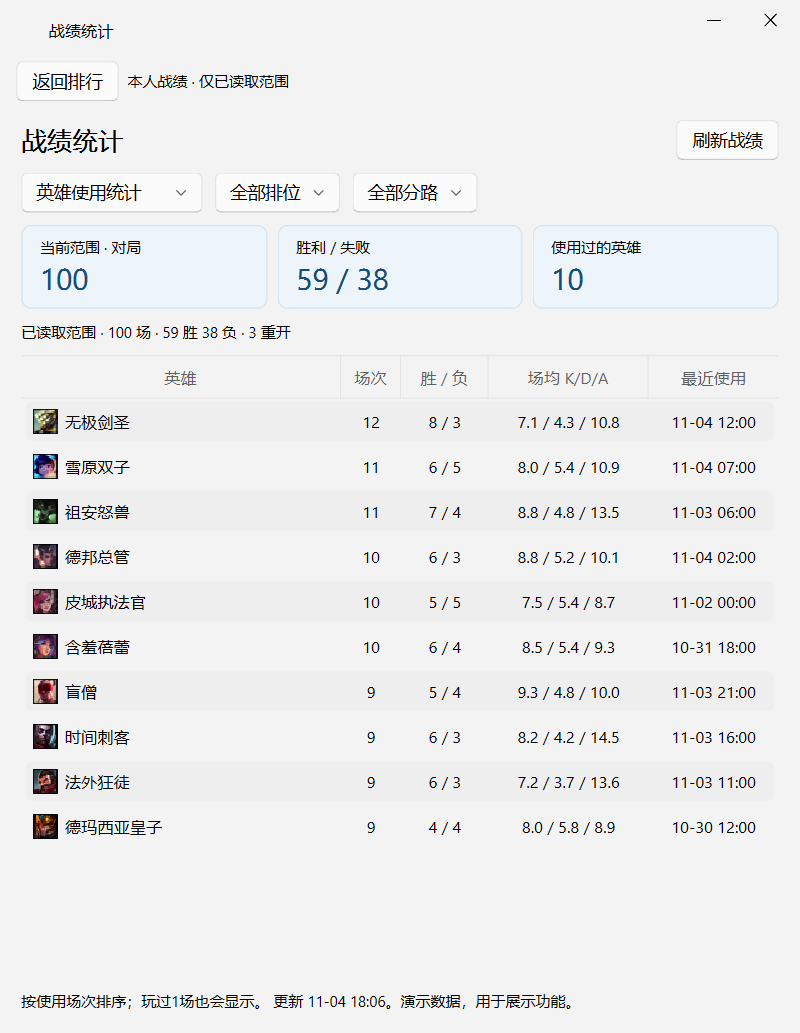 战绩统计
返回排行 本人战绩 · 仅已读取范围
战绩统计 刷新战绩
英雄使用统计 全部排位 全部分路
当前范围 · 对局 胜利 / 失败 使用过的英雄
100 59 / 38 10
已读取范围 · 100 场 · 59 胜 38 负 · 3 重开
英雄 场次 胜 / 负 场均 K/D/A 最近使用
无极剑圣 12 8 / 3 7.1 / 4.3 / 10.8 11-04 12:00
雪原双子 11 6 / 5 8.0 / 5.4 / 10.9 11-04 07:00
祖安怒兽 11 7 / 4 8.8 / 4.8 / 13.5 11-03 06:00
德邦总管 10 6 / 3 8.8 / 5.2 / 10.1 11-04 02:00
皮城执法官 10 5 / 5 7.5 / 5.4 / 8.7 11-02 00:00
含羞蓓蕾 10 6 / 4 8.5 / 5.4 / 9.3 10-31 18:00
盲僧 9 5 / 4 9.3 / 4.8 / 10.0 11-03 21:00
时间刺客 9 6 / 3 8.2 / 4.2 / 14.5 11-03 16:00
法外狂徒 9 6 / 3 7.2 / 3.7 / 13.6 11-03 11:00
德玛西亚皇子 9 4 / 4 8.0 / 5.8 / 8.9 10-30 12:00
按使用场次排序；玩过1场也会显示。 更新 11-04 18:06。演示数据，用于展示功能。